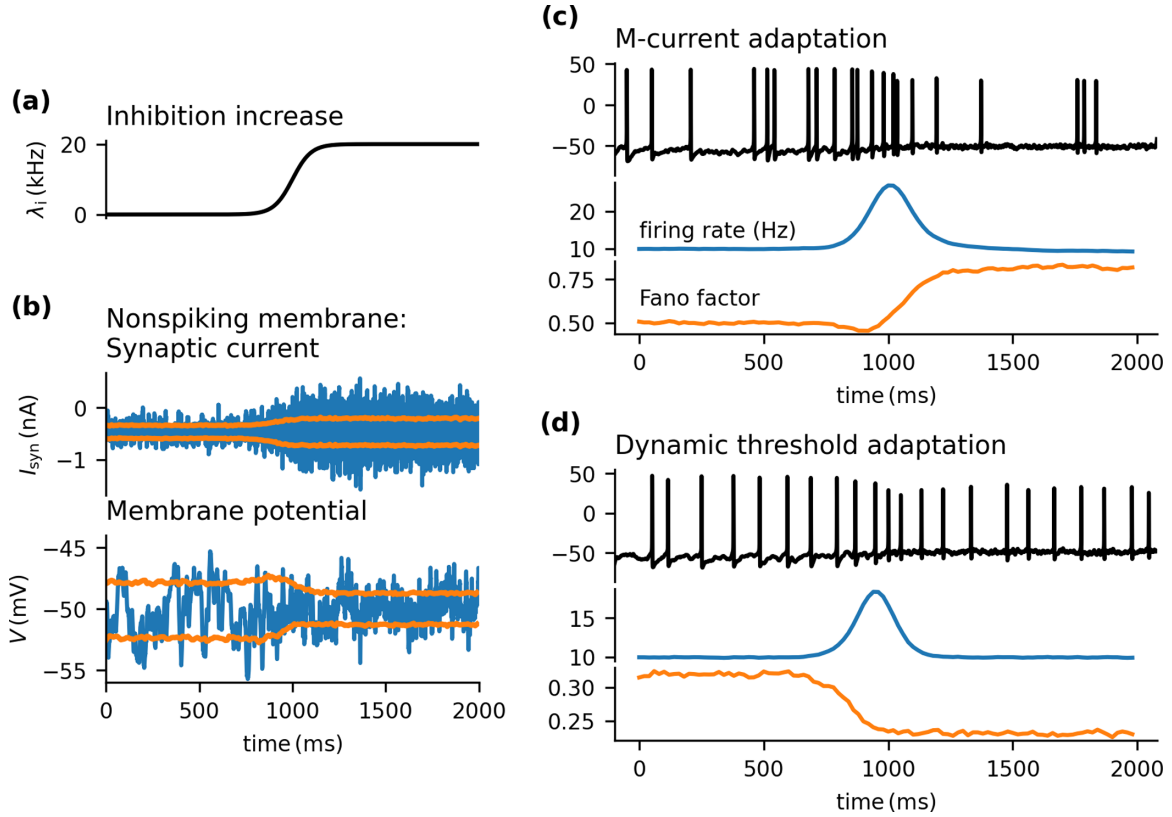 (a)
Inhibition increase
20
0
λi (kHz)
(b)
Nonspiking membrane:
Synaptic current
0
−1
Isyn (nA)
Membrane potential
−45
−50
−55
V (mV)
0 500 1000 1500 2000
time (ms)
(c)
M-current adaptation
50
0
−50
20
firing rate (Hz)
10
0.75
Fano factor
0.50
0 500 1000 1500 2000
time (ms)
(d)
Dynamic threshold adaptation
50
0
−50
15
10
0.30
0.25
0 500 1000 1500 2000
time (ms)